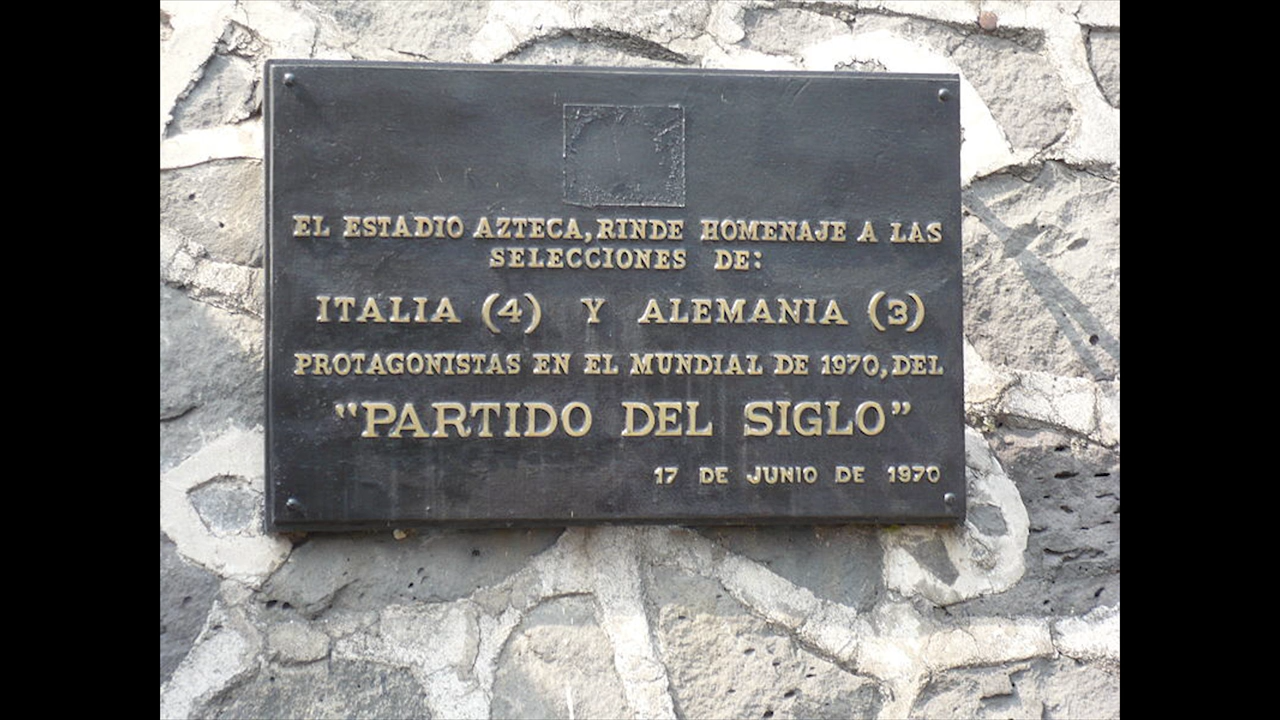 EL ESTADIO AZTECA, RINDE HOMENAJE A LAS
SELECCIONES DE:
ITALIA (4) Y ALEMANIA (3)
PROTAGONISTAS EN EL MUNDIAL DE 1970, DEL
"PARTIDO DEL SIGLO"
17 DE JUNIO DE 1970